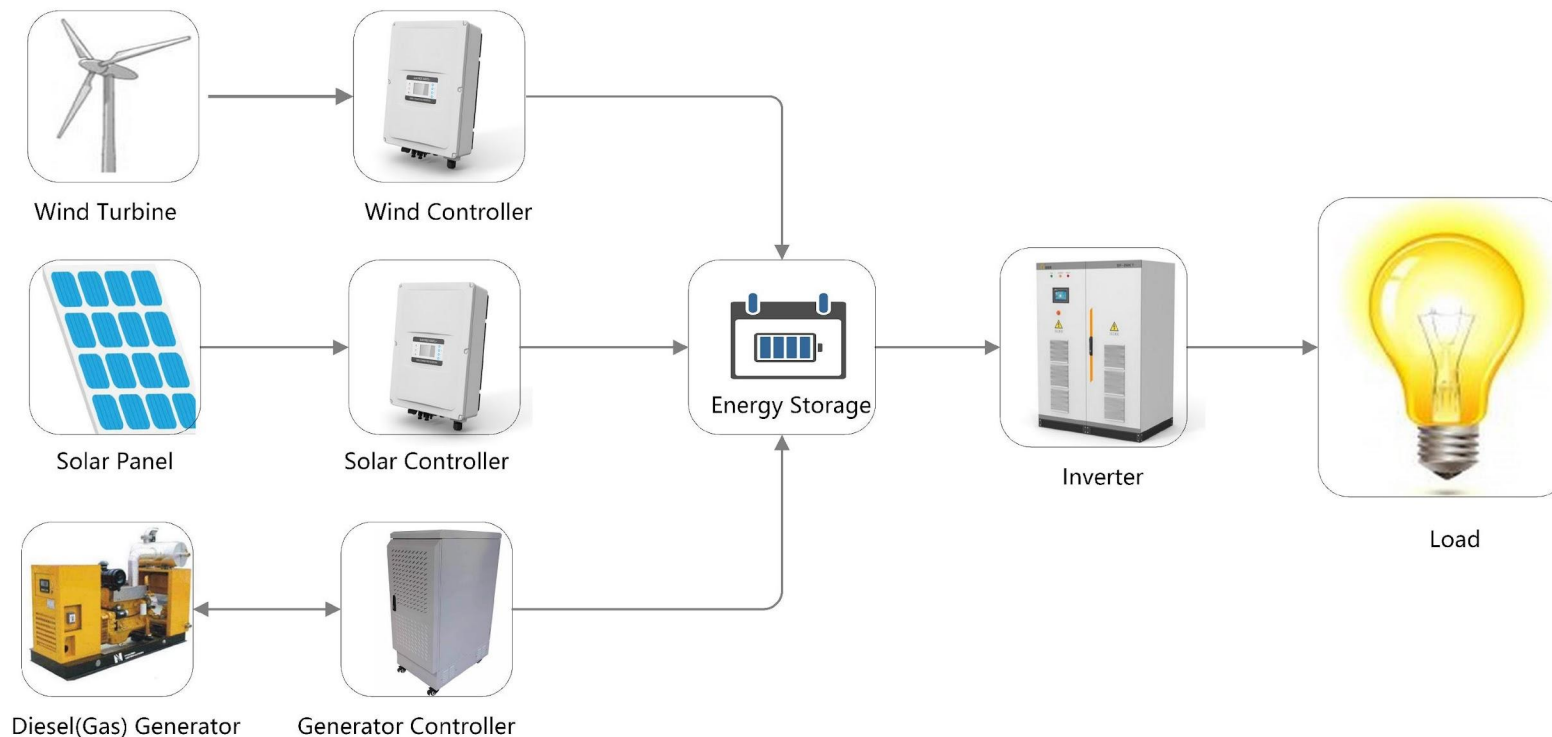 Wind Turbine
Wind Controller
Solar Panel
Solar Controller
Energy Storage
Inverter
Load
Diesel(Gas) Generator
Generator Controller